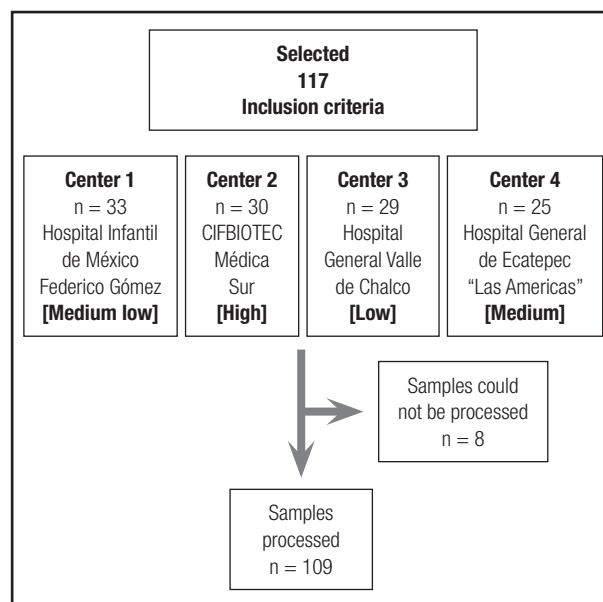 Selected
117
Inclusion criteria
Center 1
n = 33
Hospital Infantil
de México
Federico Gómez
[Medium low]
Center 2
n = 30
CIFBIOTEC
Médica
Sur
[High]
Center 3
n = 29
Hospital
General Valle
de Chalco
[Low]
Center 4
n = 25
Hospital General
de Ecatepec
“Las Americas”
[Medium]
Samples could
not be processed
n = 8
Samples
processed
n = 109